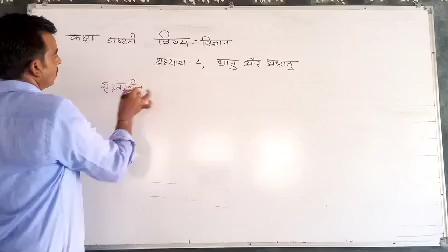 कक्षा आठवी विषय - विज्ञान
अध्याय - 4, धातु और अधातु